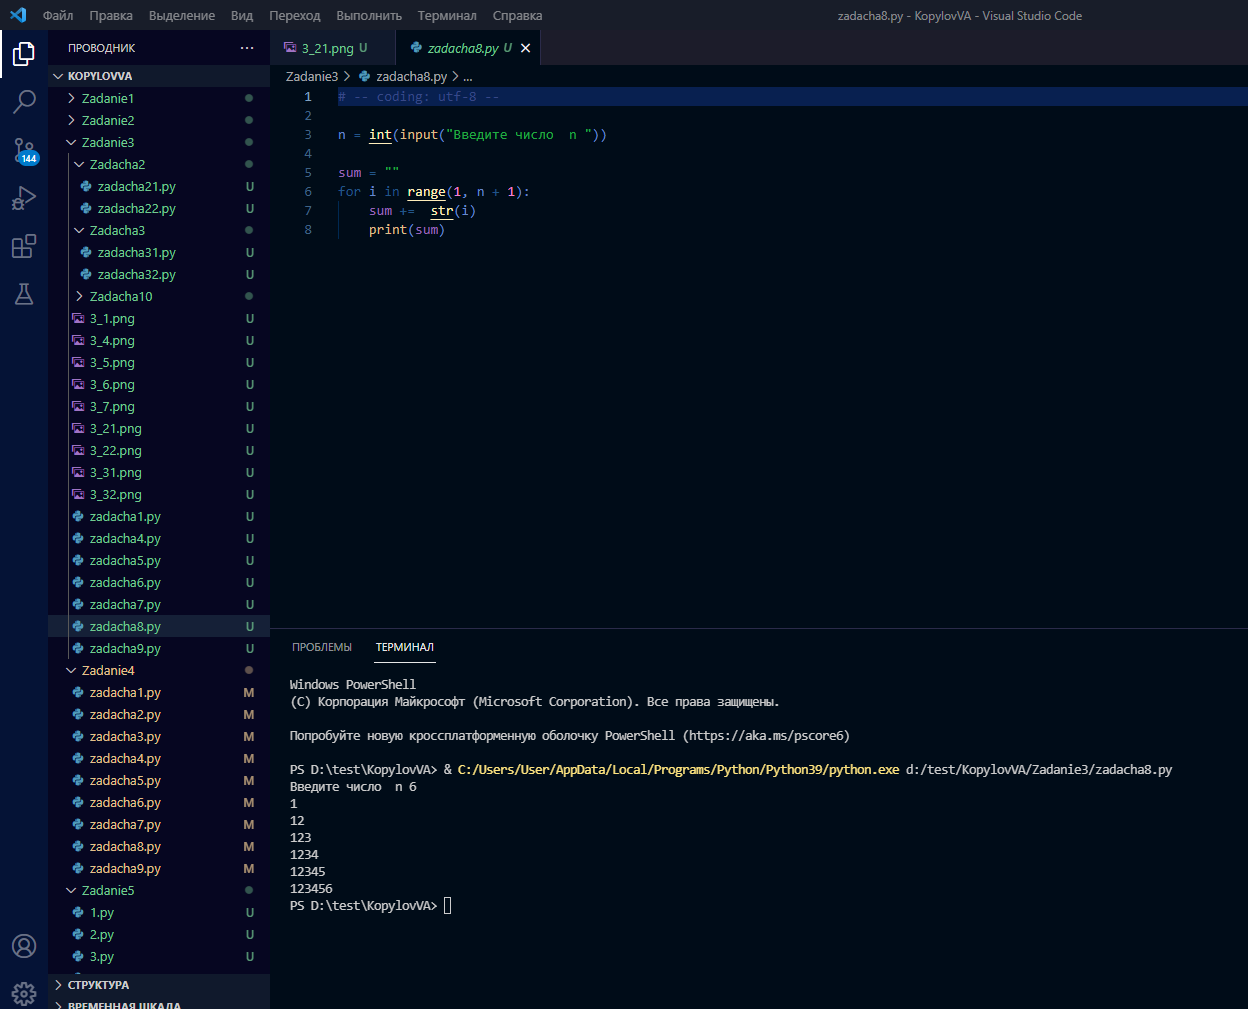 Файл Правка Выделение Вид Переход Выполнить Терминал Справка zadacha8.py - KopylovVA - Visual Studio Code
ПРОВОДНИК ...
KOPYLOVVA
Zadanie1
Zadanie2
Zadanie3
Zadacha2
zadacha21.py U
zadacha22.py U
Zadacha3
zadacha31.py U
zadacha32.py U
Zadacha10
3_1.png U
3_4.png U
3_5.png U
3_6.png U
3_7.png U
3_21.png U
3_22.png U
3_31.png U
3_32.png U
zadacha1.py U
zadacha4.py U
zadacha5.py U
zadacha6.py U
zadacha7.py U
zadacha8.py U
zadacha9.py U
Zadanie4
zadacha1.py M
zadacha2.py M
zadacha3.py M
zadacha4.py M
zadacha5.py M
zadacha6.py M
zadacha7.py M
zadacha8.py M
zadacha9.py M
Zadanie5
1.py U
2.py U
3.py U
СТРУКТУРА
ВРЕМЕННАЯ ШКАЛА
144
3_21.png U zadacha8.py U
Zadanie3 > zadacha8.py > ...
1 # -- coding: utf-8 --
2
3 n = int(input("Введите число  n "))
4
5 sum = ""
6 for i in range(1, n + 1):
7     sum +=  str(i)
8     print(sum)
ПРОБЛЕМЫ ТЕРМИНАЛ
Windows PowerShell
(C) Корпорация Майкрософт (Microsoft Corporation). Все права защищены.
Попробуйте новую кроссплатформенную оболочку PowerShell (https://aka.ms/pscore6)
PS D:\test\KopylovVA> & C:/Users/User/AppData/Local/Programs/Python/Python39/python.exe d:/test/KopylovVA/Zadanie3/zadacha8.py
Введите число  n 6
1
12
123
1234
12345
123456
PS D:\test\KopylovVA>